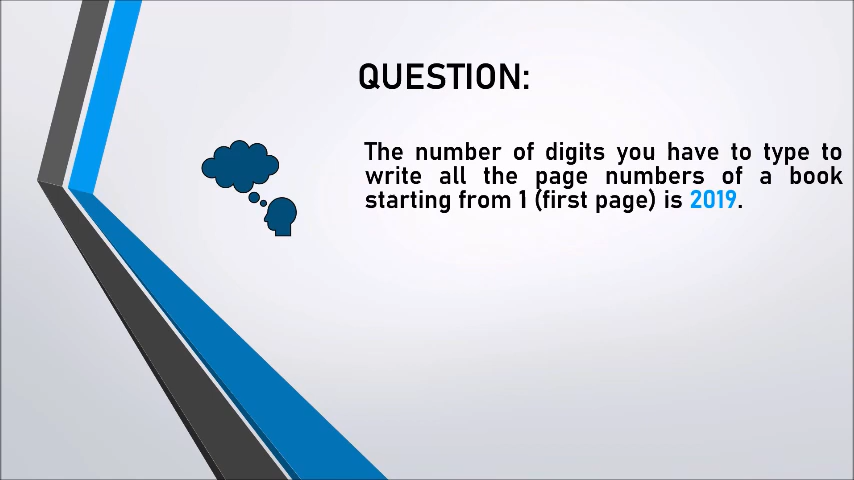 QUESTION:
The number of digits you have to type to
write all the page numbers of a book
starting from 1 (first page) is 2019.